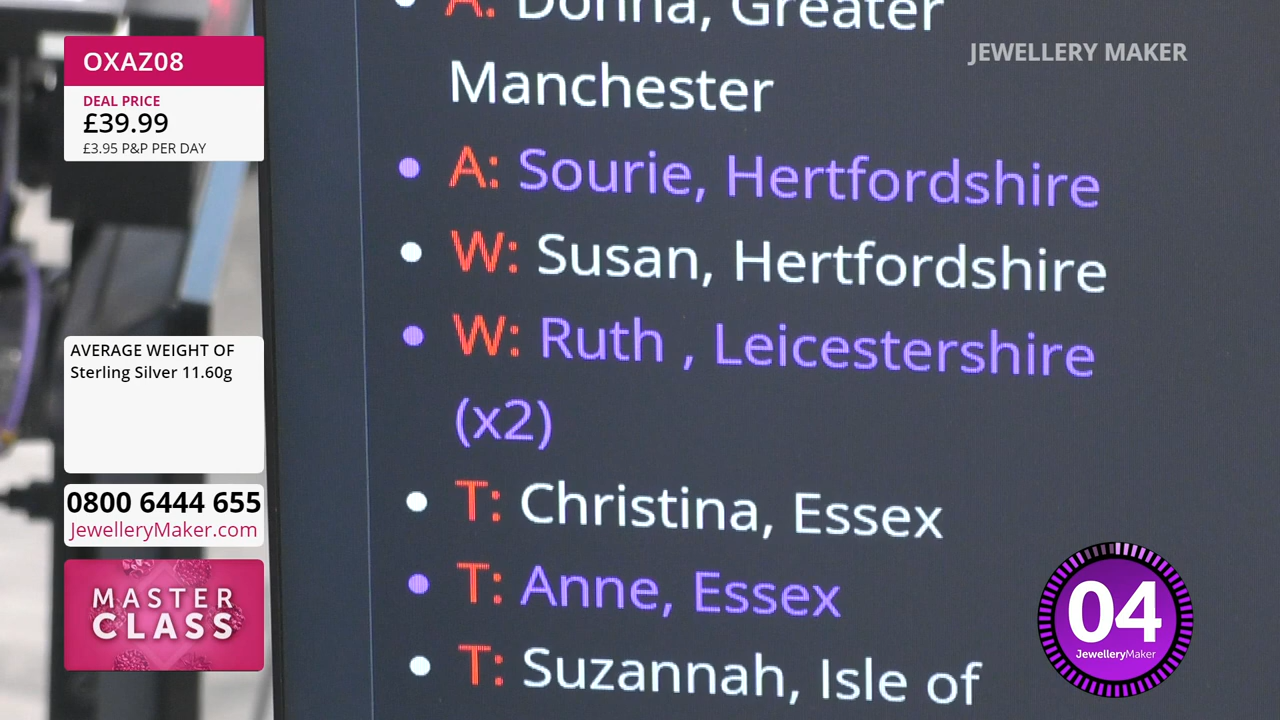 OXAZ08
DEAL PRICE
£39.99
£3.95 P&P PER DAY
AVERAGE WEIGHT OF
Sterling Silver 11.60g
0800 6444 655
JewelleryMaker.com
MASTER
CLASS
A: Donna, Greater
Manchester
A: Sourie, Hertfordshire
W: Susan, Hertfordshire
W: Ruth , Leicestershire
(x2)
T: Christina, Essex
T: Anne, Essex
T: Suzannah, Isle of
JEWELLERY MAKER
04
JewelleryMaker